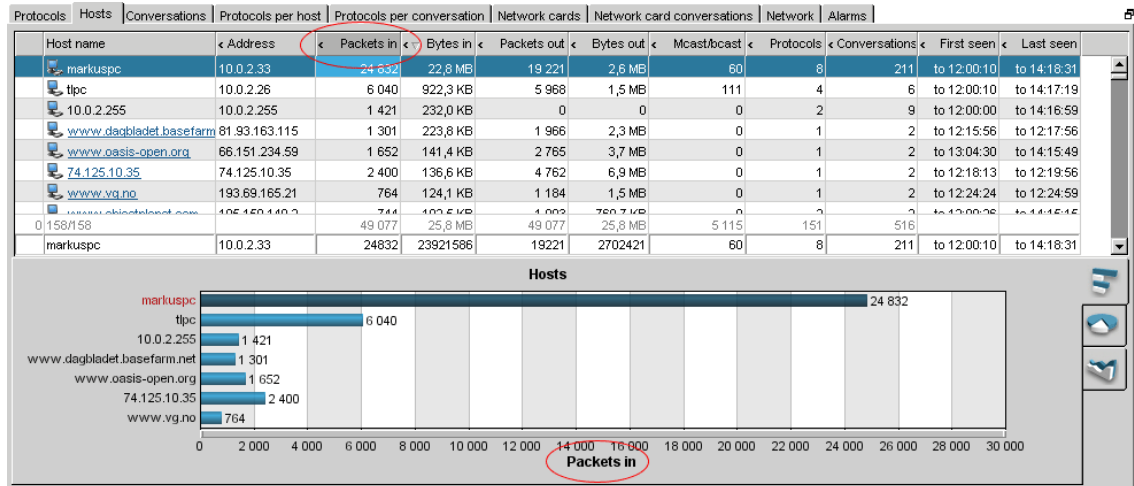 Protocols Hosts Conversations Protocols per host Protocols per conversation Network cards Network card conversations Network Alarms
Host name < Address < Packets in < Bytes in < Packets out < Bytes out < Mcast/bcast < Protocols < Conversations < First seen < Last seen
markuspc 10.0.2.33 24 832 22,8 MB 19 221 2,6 MB 60 8 211 to 12:00:10 to 14:18:31
tlpc 10.0.2.26 6 040 922,3 KB 5 968 1,5 MB 111 4 6 to 12:00:10 to 14:17:19
10.0.2.255 10.0.2.255 1 421 232,0 KB 0 0 0 2 9 to 12:00:00 to 14:16:59
www.dagbladet.basefarm 81.93.163.115 1 301 223,8 KB 1 966 2,3 MB 0 1 2 to 12:15:56 to 12:17:56
www.oasis-open.org 66.151.234.59 1 652 141,4 KB 2 765 3,7 MB 0 1 2 to 13:04:30 to 14:15:49
74.125.10.35 74.125.10.35 2 400 136,6 KB 4 762 6,9 MB 0 1 2 to 12:18:13 to 12:19:56
www.vg.no 193.69.165.21 764 124,1 KB 1 184 1,5 MB 0 1 2 to 12:24:24 to 12:24:59
0 158/158 49 077 25,8 MB 49 077 25,8 MB 5 115 151 516
markuspc 10.0.2.33 24832 23921586 19221 2702421 60 8 211 to 12:00:10 to 14:18:31
Hosts
markuspc 24 832
tlpc 6 040
10.0.2.255 1 421
www.dagbladet.basefarm.net 1 301
www.oasis-open.org 1 652
74.125.10.35 2 400
www.vg.no 764
0 2 000 4 000 6 000 8 000 10 000 12 000 14 000 16 000 18 000 20 000 22 000 24 000 26 000 28 000 30 000
Packets in